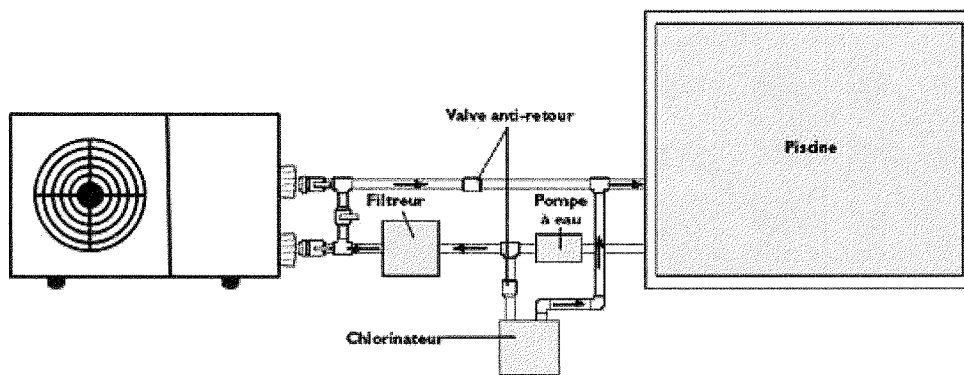 Valve anti-retour
Piscine
Filtreur
Pompe
à eau
Chlorinateur